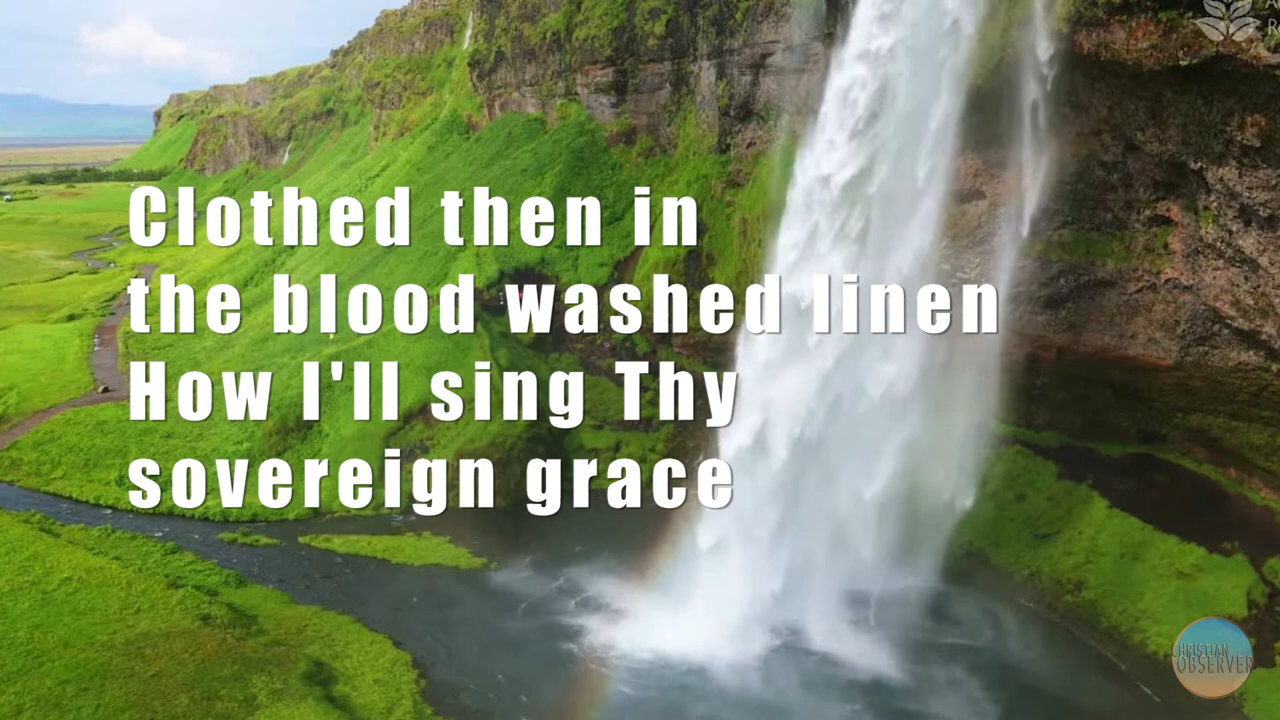 Clothed then in
the blood washed linen
How I'll sing Thy
sovereign grace
CHRISTIAN
OBSERVER